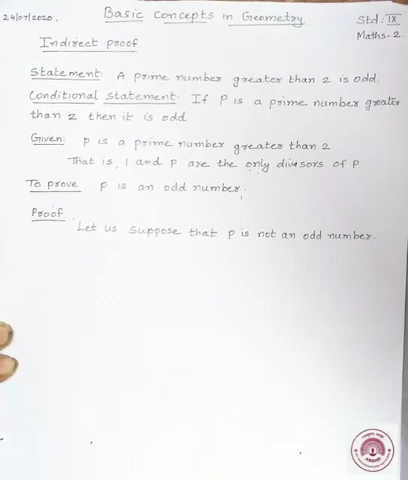 24/07/2020.
Basic Concepts in Geometry
Std: IX
Maths-2.
Indirect proof
Statement: A prime number greater than 2 is odd.
Conditional Statement: If P is a prime number greater
than 2 then it is odd
Given: P is a prime number greater than 2
That is, 1 and P are the only divisors of P
To prove P is an odd number.
Proof
Let us suppose that P is not an odd number.